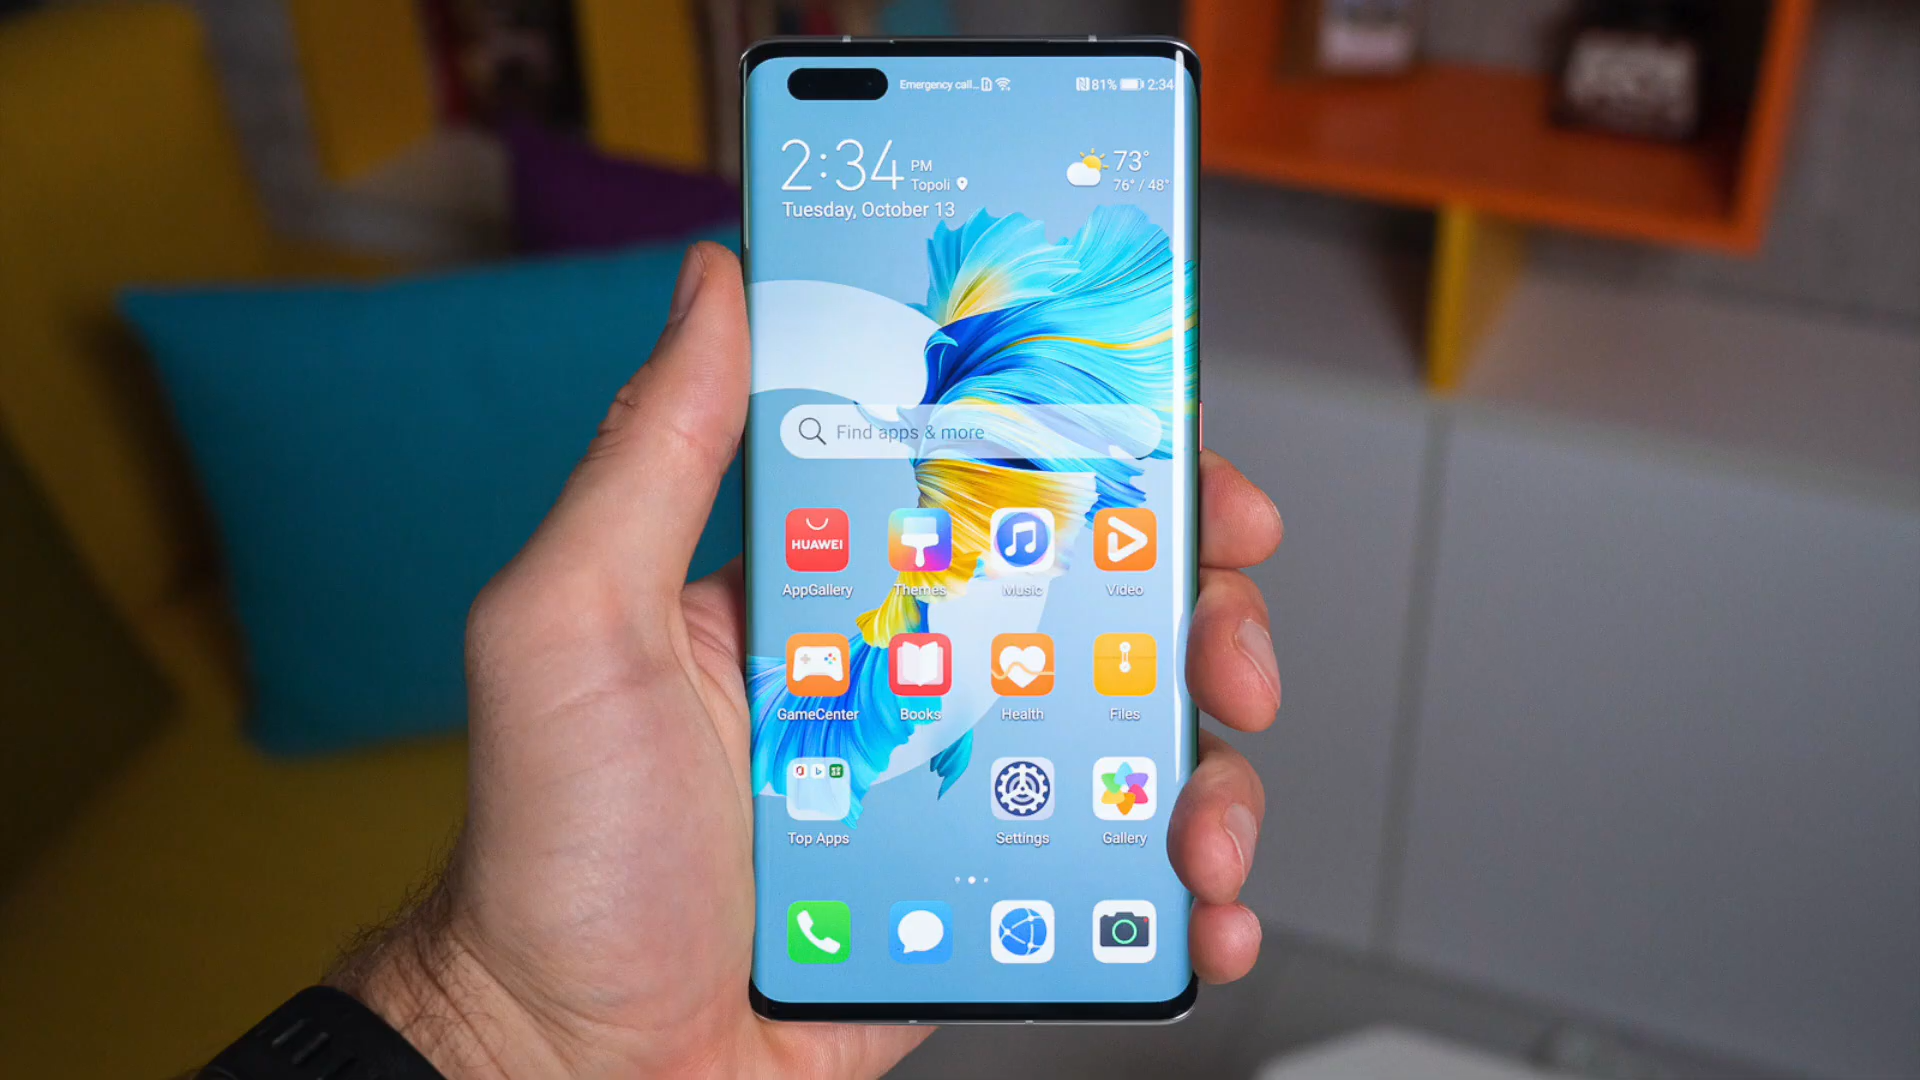 Emergency call... 81% 2:34
2:34 PM
Topoli
73°
76° / 48°
Tuesday, October 13
Find apps & more
HUAWEI
AppGallery Themes Music Video
GameCenter Books Health Files
Top Apps Settings Gallery